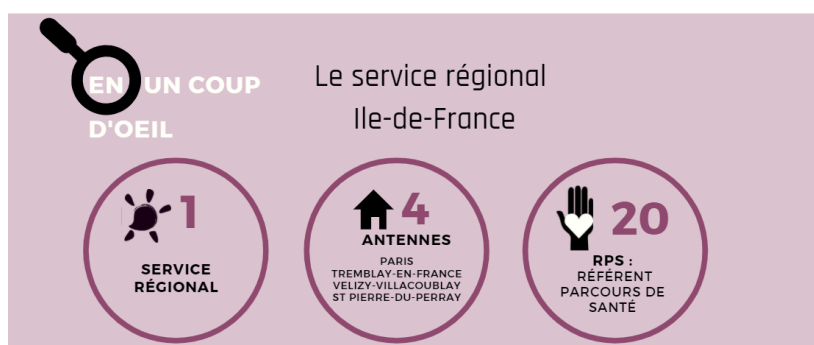 EN UN COUP
D'OEIL
Le service régional
Ile-de-France
1
SERVICE
RÉGIONAL
4
ANTENNES
PARIS
TREMBLAY-EN-FRANCE
VELIZY-VILLACOUBLAY
ST PIERRE-DU-PERRAY
20
RPS :
RÉFÉRENT
PARCOURS DE
SANTÉ